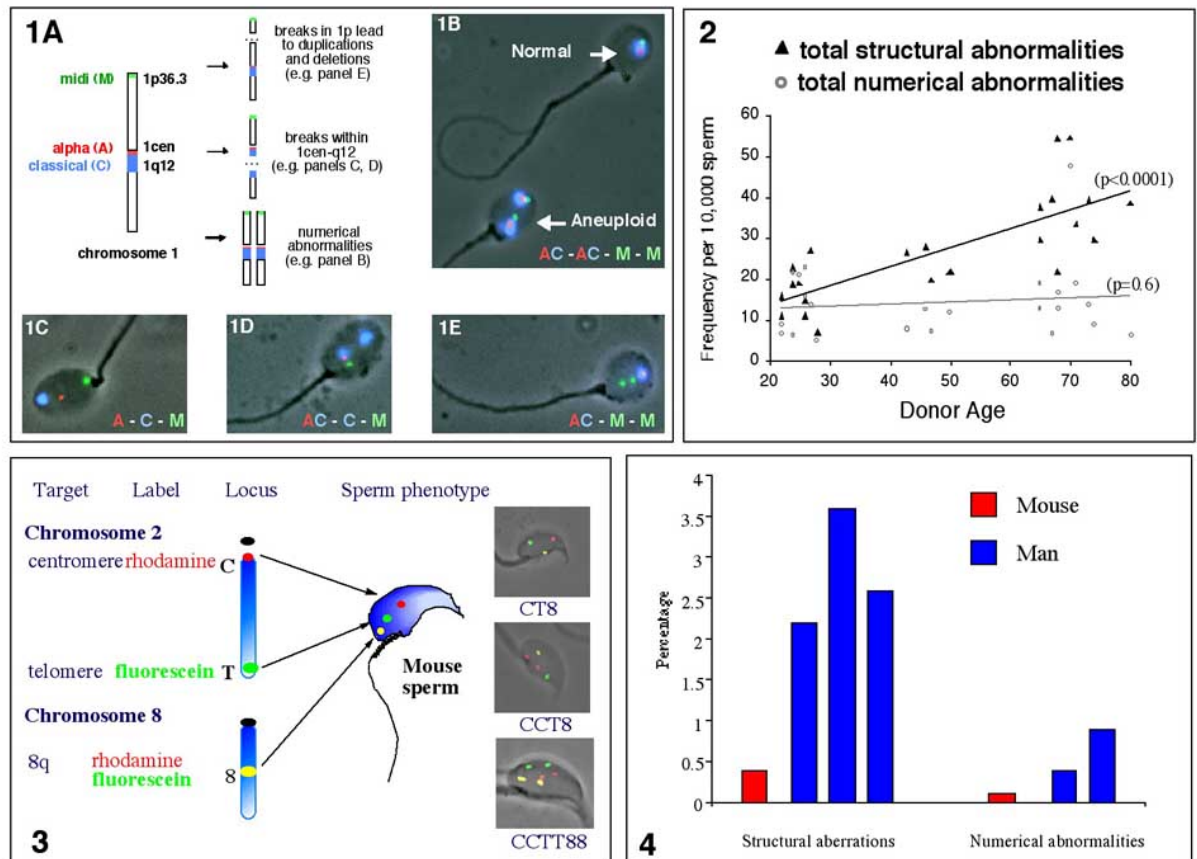 1A
midi (M)
1p36.3
alpha (A)
1cen
classical (C)
1q12
chromosome 1
breaks in 1p lead
to duplications
and deletions
(e.g. panel E)
breaks within
1cen-q12
(e.g. panels C, D)
numerical
abnormalities
(e.g. panel B)
1B
Normal
Aneuploid
AC - AC - M - M
1C
A - C - M
1D
AC - C - M
1E
AC - M - M
2
▲ total structural abnormalities
○ total numerical abnormalities
Frequency per 10,000 sperm
60
50
40
30
20
10
0
(p<0.0001)
(p=0.6)
20 30 40 50 60 70 80
Donor Age
Target Label Locus Sperm phenotype
Chromosome 2
centromere rhodamine C
telomere fluorescein T
Chromosome 8
8q
rhodamine
fluorescein
8
Mouse
sperm
CT8
CCT8
CCTT88
3
4
3.5
3
2.5
2
1.5
1
0.5
0
Percentage
Mouse
Man
Structural aberrations Numerical abnormalities
4